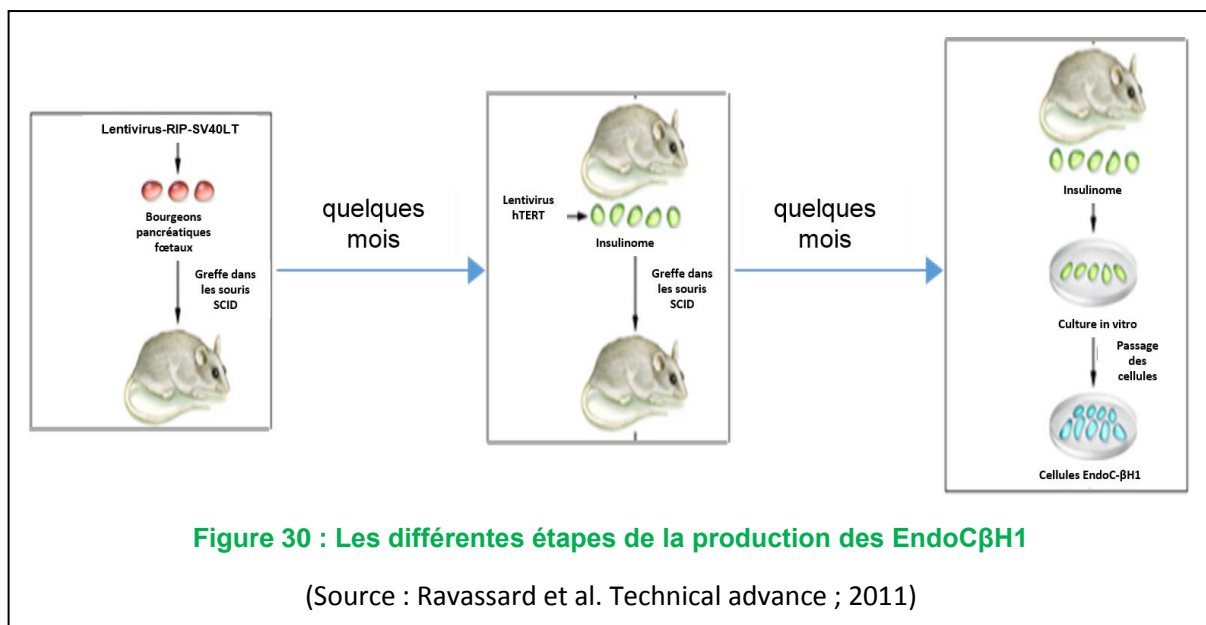 Lentivirus-RIP-SV40LT
Bourgeons
pancréatiques
fœtaux
Greffe dans
les souris
SCID
quelques
mois
Lentivirus
hTERT
Insulinome
Greffe dans
les souris
SCID
quelques
mois
Insulinome
Culture in vitro
Passage
des
cellules
Cellules EndoC-βH1
Figure 30 : Les différentes étapes de la production des EndoCβH1
(Source : Ravassard et al. Technical advance ; 2011)